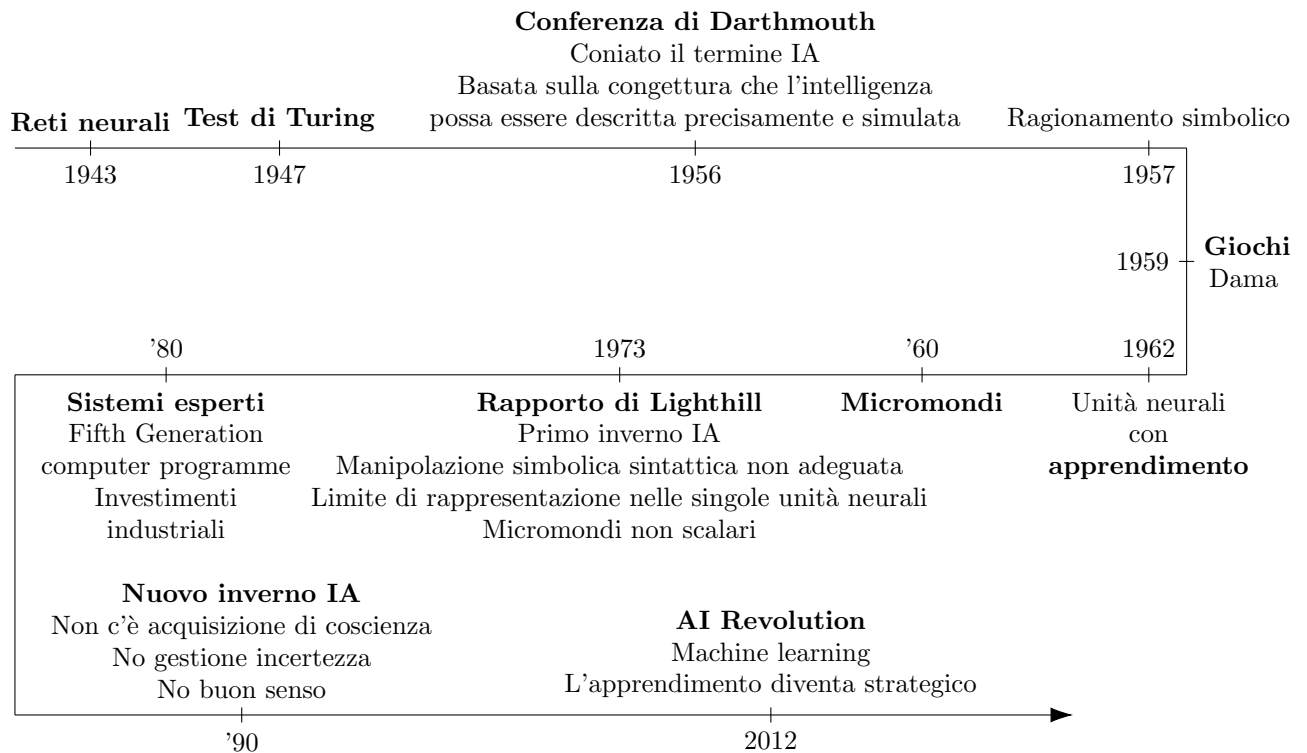 Conferenza di Darthmouth
Coniato il termine IA
Basata sulla congettura che l'intelligenza
possa essere descritta precisamente e simulata
Reti neurali
Test di Turing
Ragionamento simbolico
1943
1947
1956
1957
1959
Giochi
Dama
'80
1973
'60
1962
Sistemi esperti
Fifth Generation
computer programme
Investimenti
industriali
Rapporto di Lighthill
Primo inverno IA
Manipolazione simbolica sintattica non adeguata
Limite di rappresentazione nelle singole unità neurali
Micromondi non scalari
Micromondi
Unità neurali
con
apprendimento
Nuovo inverno IA
Non c'è acquisizione di coscienza
No gestione incertezza
No buon senso
AI Revolution
Machine learning
L'apprendimento diventa strategico
'90
2012